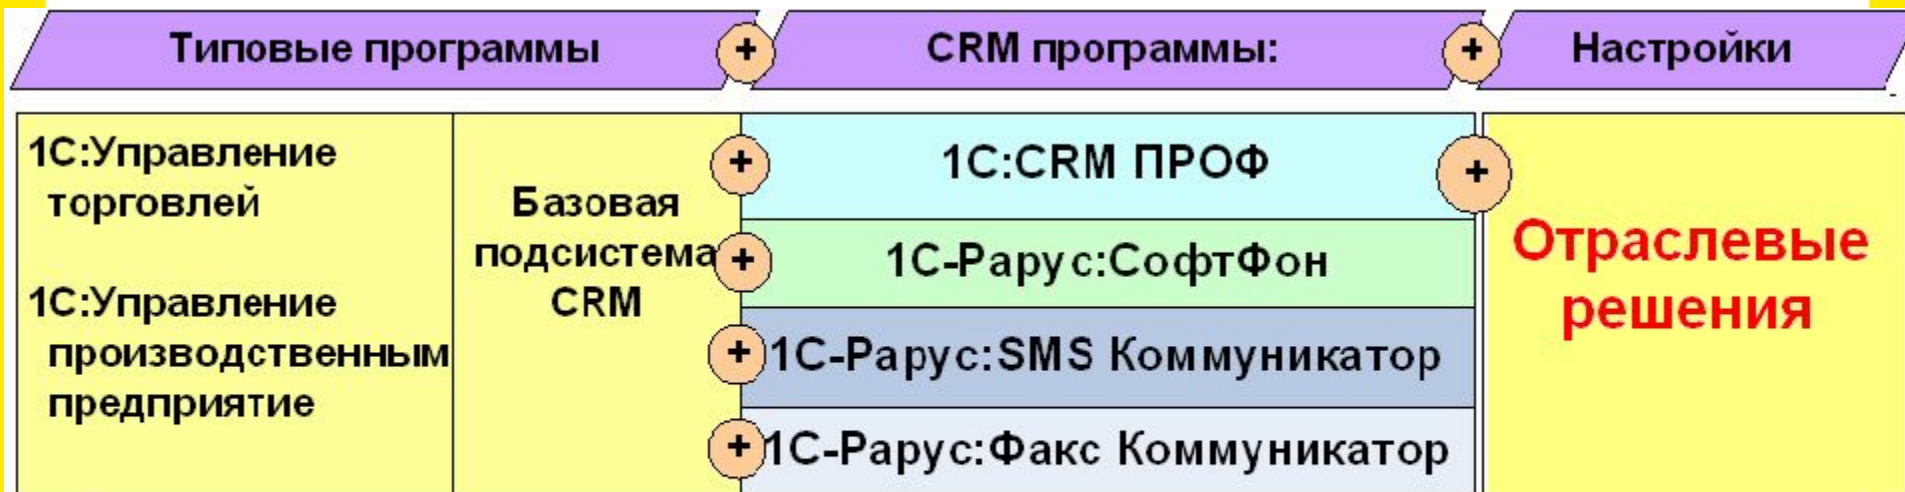 Типовые программы + CRM программы: + Настройки
1С:Управление
торговлей
1С:Управление
производственным
предприятие
Базовая
подсистема
CRM
+ 1С:CRM ПРОФ
+ 1С-Рарус:СофтФон
+ 1С-Рарус:SMS Коммуникатор
+ 1С-Рарус:Факс Коммуникатор
+
Отраслевые
решения